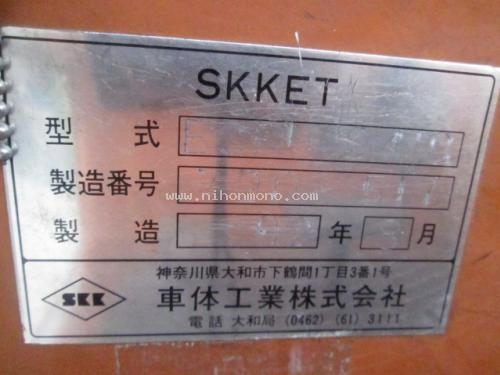 SKKET
型 式
製造番号
製 造 年 月
www.nihonmono.com
神奈川県大和市下鶴間1丁目3番1号
SKK 車体工業株式会社
電話 大和局 (0462) (61) 3111